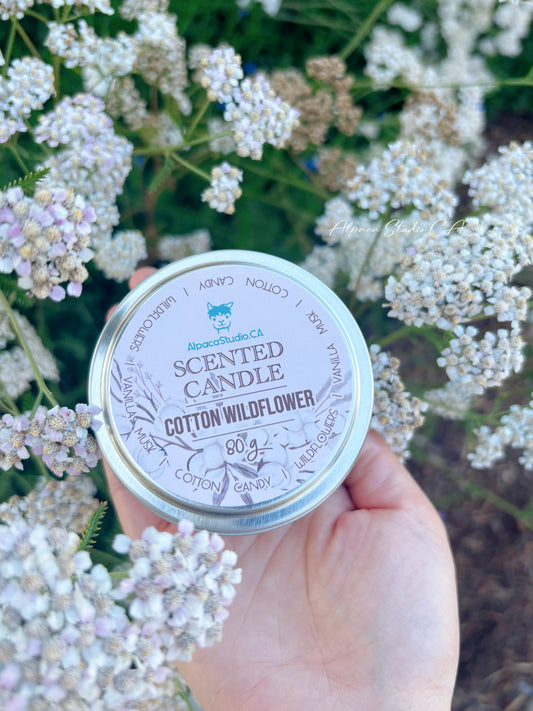 AlpacaStudio.CA
SCENTED
CANDLE
COTTON WILDFLOWER
80 g
WILDFLOWERS | COTTON CANDY | VANILLA MUSK | WILDFLOWERS | COTTON CANDY | VANILLA MUSK |
Alpaca Studio CA